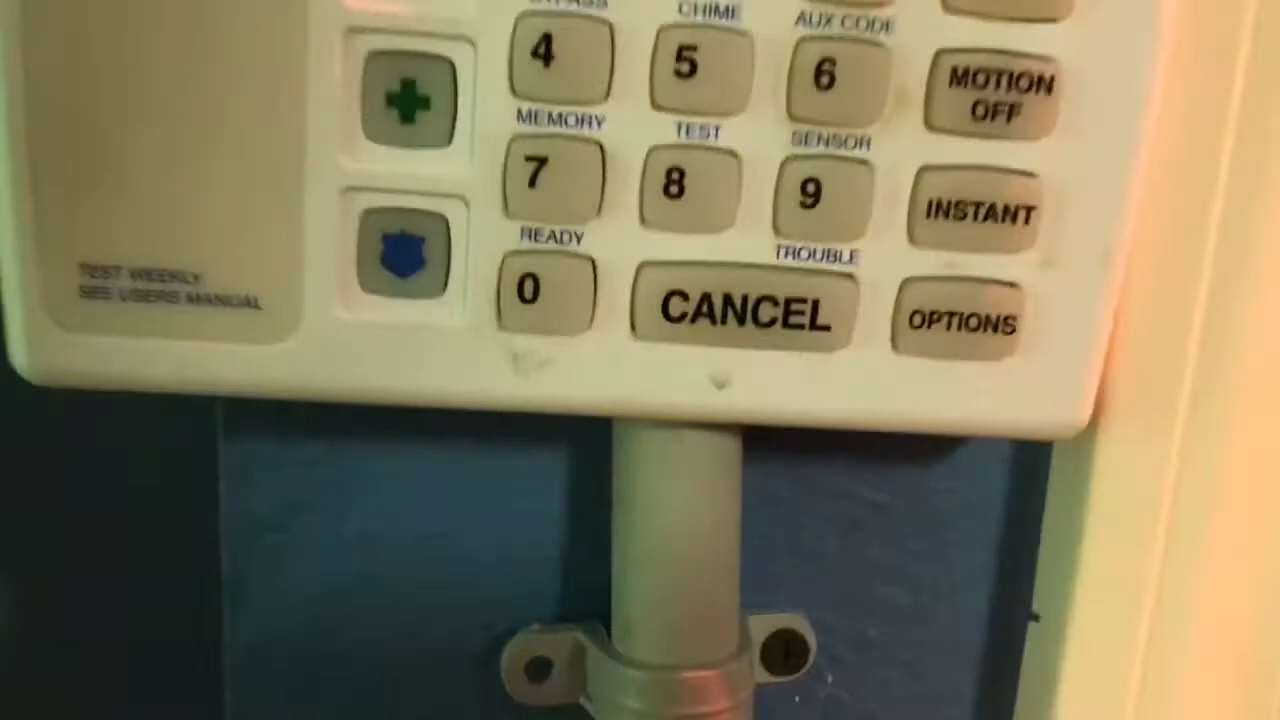 BYPASS CHIME AUX CODE
4 5 6 MOTION OFF
MEMORY TEST SENSOR
7 8 9 INSTANT
READY TROUBLE
0 CANCEL OPTIONS
TEST WEEKLY
SEE USERS MANUAL